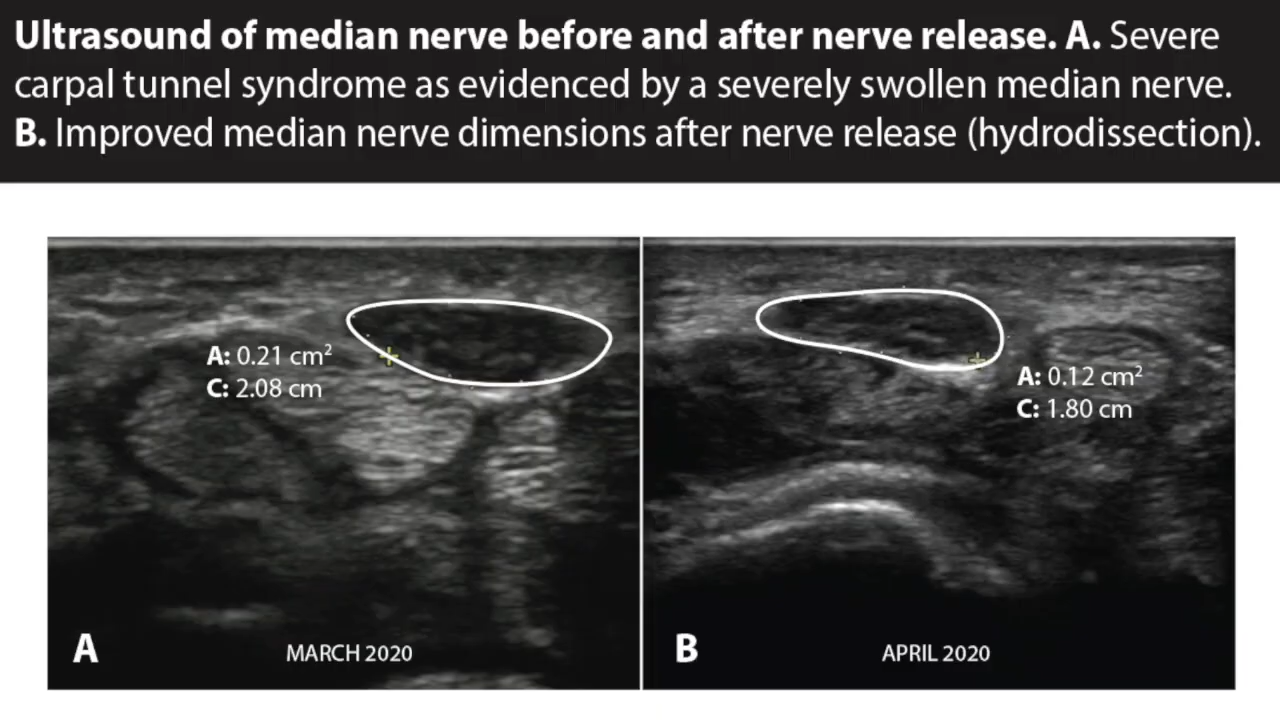 Ultrasound of median nerve before and after nerve release. A. Severe
carpal tunnel syndrome as evidenced by a severely swollen median nerve.
B. Improved median nerve dimensions after nerve release (hydrodissection).
A: 0.21 cm²
C: 2.08 cm
A
MARCH 2020
A: 0.12 cm²
C: 1.80 cm
B
APRIL 2020